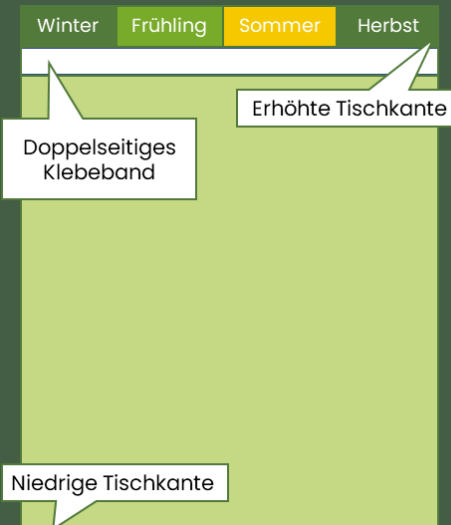 Winter Frühling Sommer Herbst
Erhöhte Tischkante
Doppelseitiges
Klebeband
Niedrige Tischkante